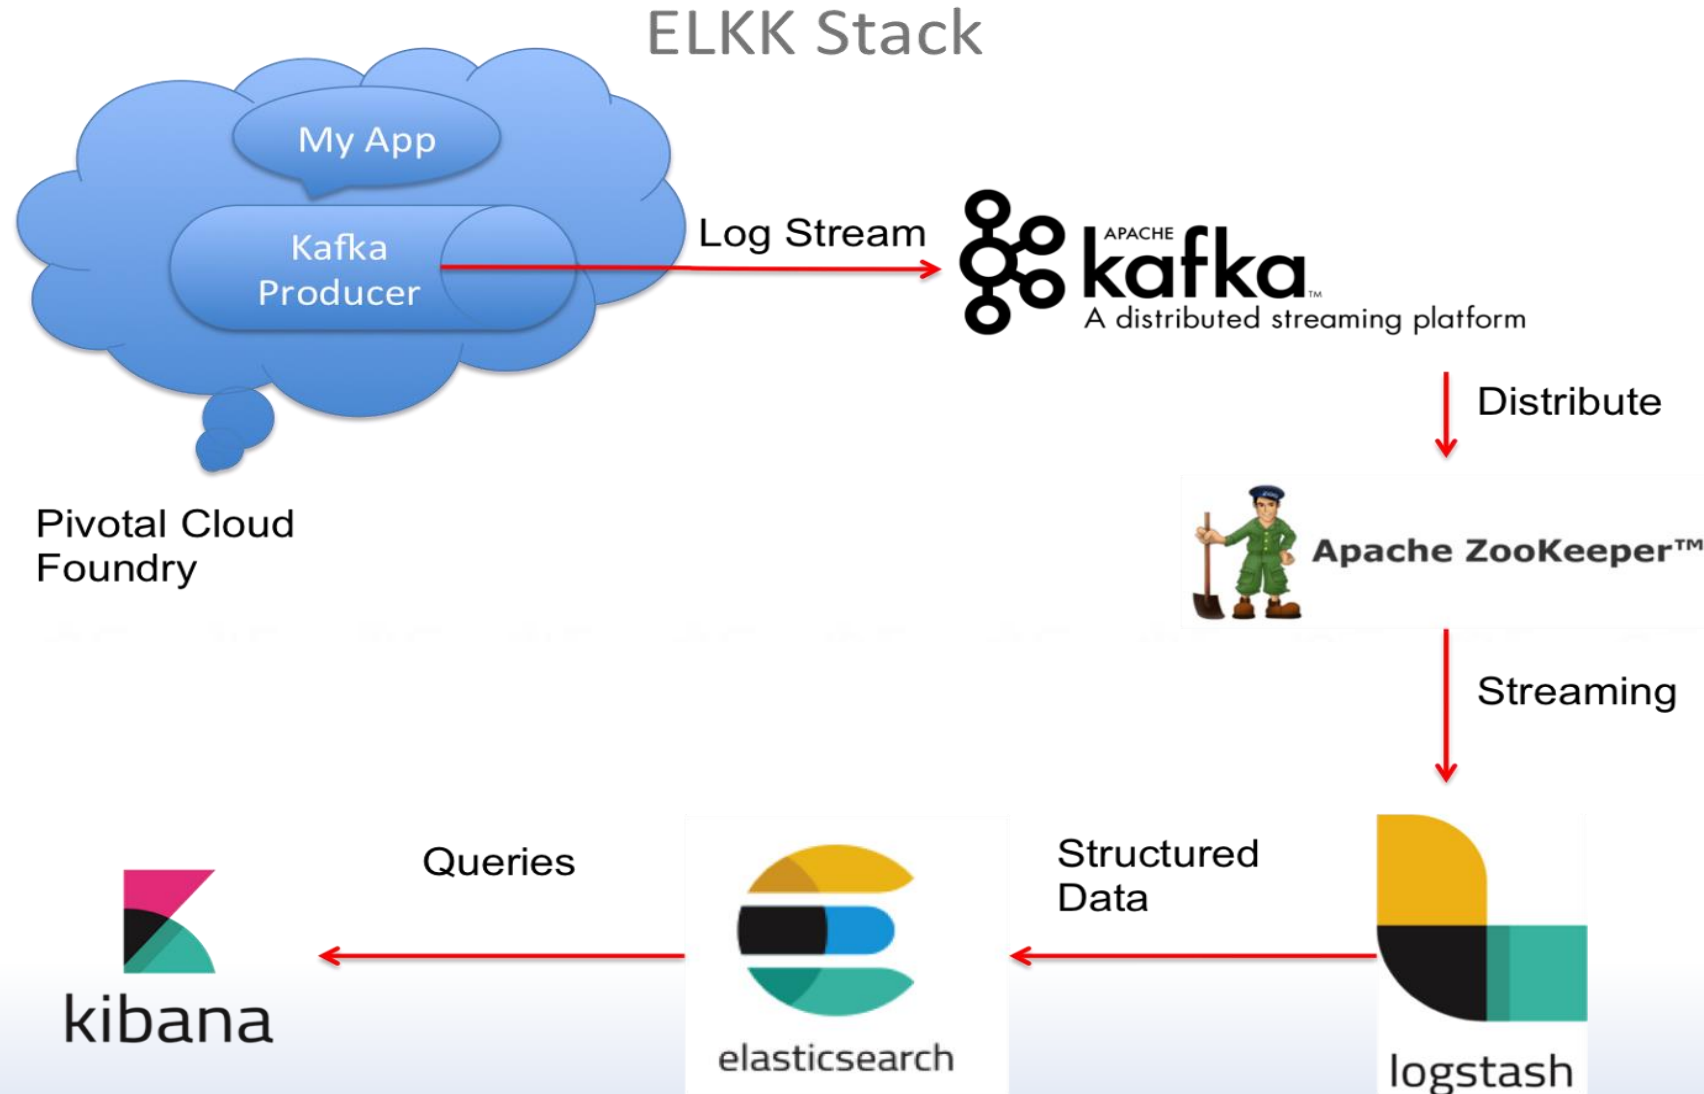 ELKK Stack
My App
Kafka
Producer
Log Stream
APACHE
kafka™
A distributed streaming platform
Distribute
Pivotal Cloud
Foundry
Apache ZooKeeper™
Streaming
Queries
Structured
Data
kibana
elasticsearch
logstash